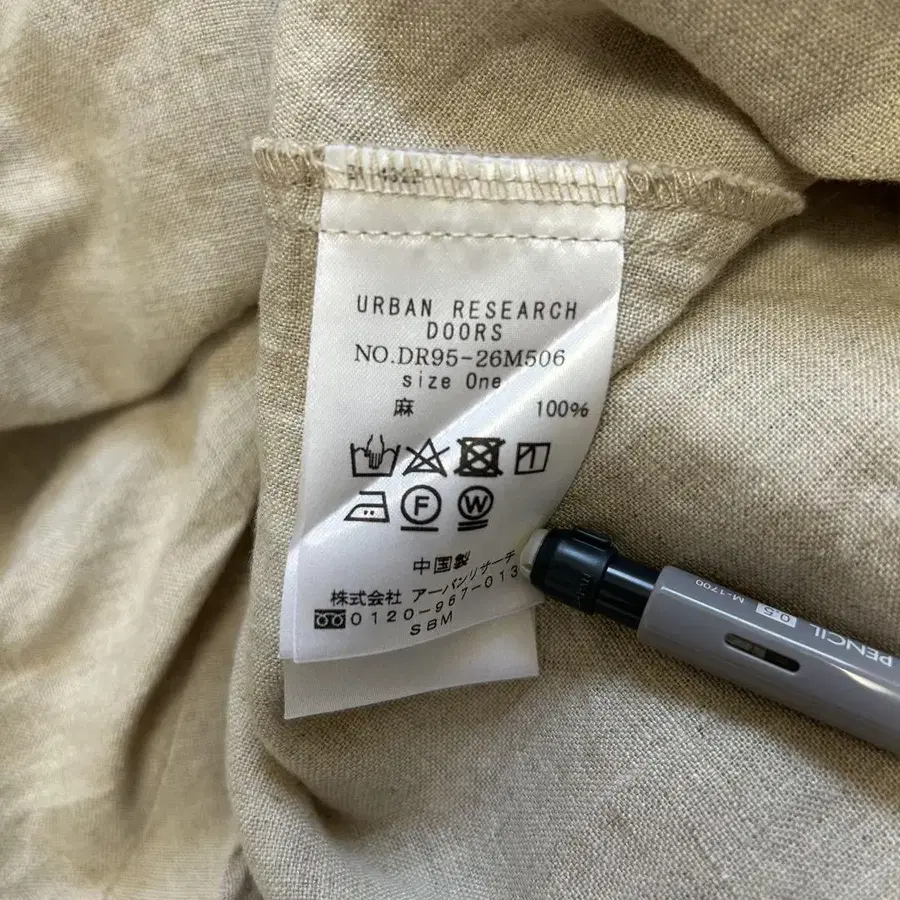 URBAN RESEARCH
DOORS
NO.DR95-26M506
size One
麻 100%
F W
中国製
株式会社 アーバンリサーチ
0120-967-013
SBM
PENCIL 0.5 M-1700